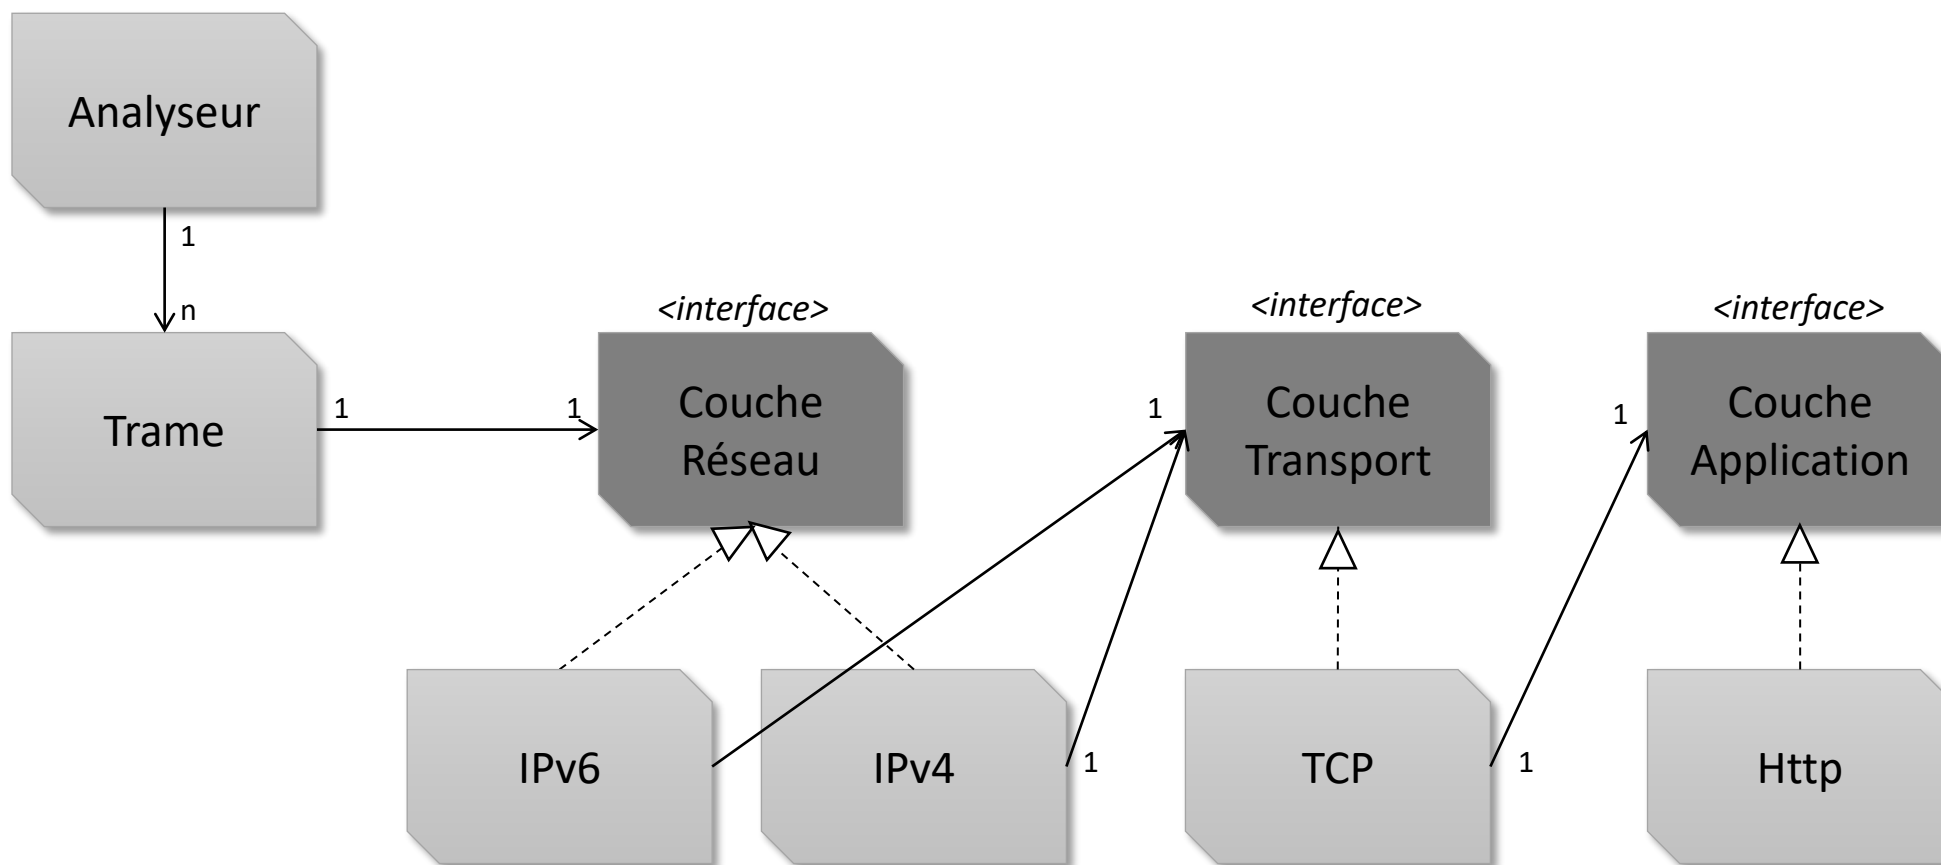 Analyseur
1
n
<interface>
<interface>
<interface>
Trame
1
1
Couche
Réseau
1
Couche
Transport
1
Couche
Application
IPv6
IPv4
1
TCP
1
Http